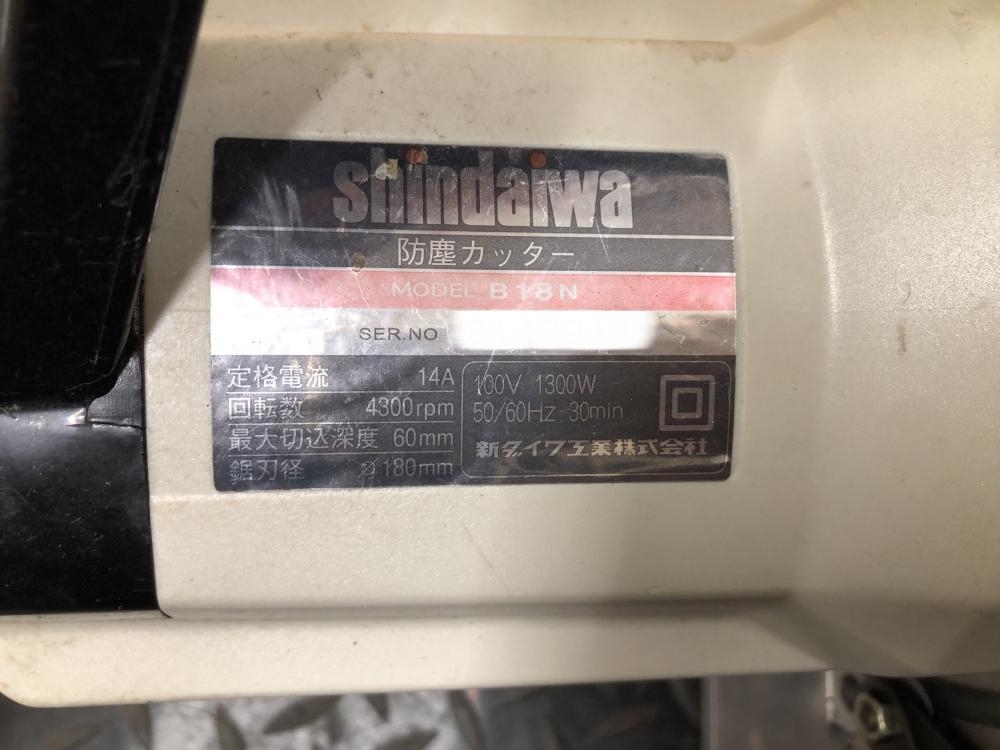 shindaiwa
防塵カッター
MODEL B18N
SER.NO
定格電流 14A
回転数 4300rpm
最大切込深度 60mm
鋸刃径 ø180mm
100V 1300W
50/60Hz 30min
新ダイワ工業株式会社